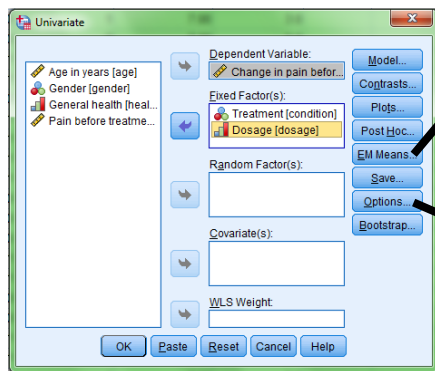 Univariate
Age in years [age]
Gender [gender]
General health [heal...
Pain before treatme...
Dependent Variable:
Change in pain befor...
Fixed Factor(s):
Treatment [condition]
Dosage [dosage]
Random Factor(s):
Covariate(s):
WLS Weight:
Model...
Contrasts...
Plots...
Post Hoc...
EM Means...
Save...
Options...
Bootstrap...
OK Paste Reset Cancel Help